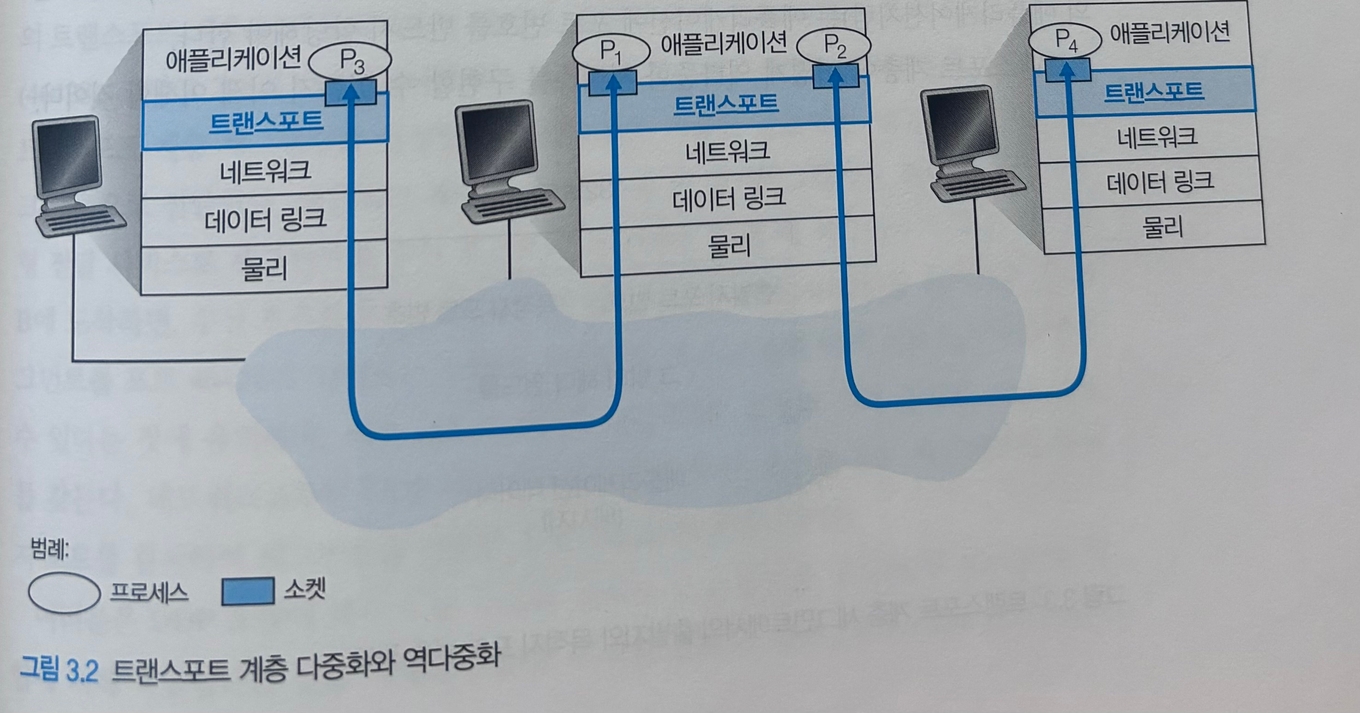 애플리케이션 P3
트랜스포트
네트워크
데이터 링크
물리
P1 애플리케이션 P2
트랜스포트
네트워크
데이터 링크
물리
P4 애플리케이션
트랜스포트
네트워크
데이터 링크
물리
범례:
프로세스 소켓
그림 3.2 트랜스포트 계층 다중화와 역다중화